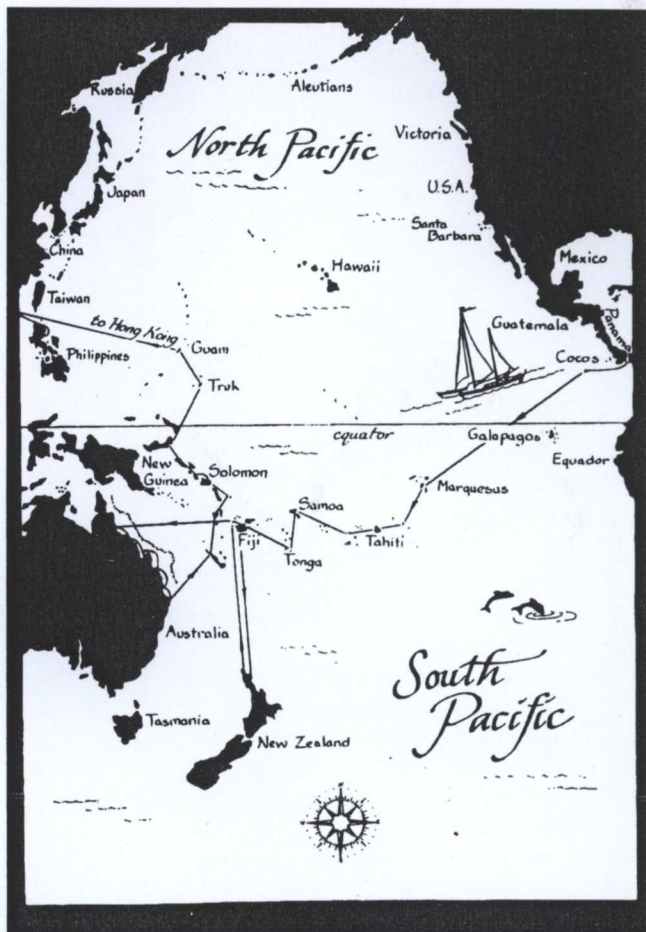 Russia
Aleutians
North Pacific
Victoria
Japan
U.S.A.
Santa
Barbara
China
Mexico
Hawaii
Taiwan
to Hong Kong
Guatemala
Panama
Guam
Philippines
Cocos
Truk
equator
Galapagos
New
Guinea
Solomon
Equador
Marquesus
Samoa
Fiji
Tahiti
Tonga
Australia
South
Pacific
Tasmania
New Zealand